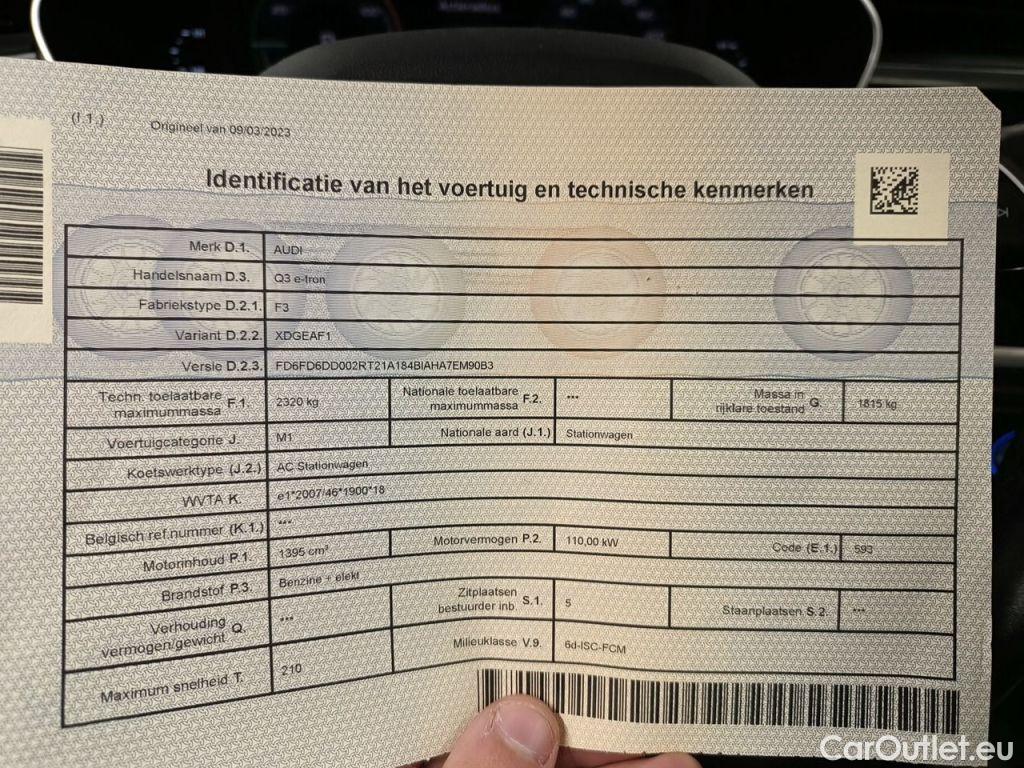 (I.1.)
Origineel van 09/03/2023
Identificatie van het voertuig en technische kenmerken
Merk D.1. AUDI
Handelsnaam D.3. Q3 e-tron
Fabriekstype D.2.1. F3
Variant D.2.2. XDGEAF1
Versie D.2.3. FD6FD6DD002RT21A184BIAHA7EM90B3
Techn. toelaatbare maximummassa F.1. 2320 kg Nationale toelaatbare maximummassa F.2. *** Massa in rijklare toestand G. 1815 kg
Voertuigcategorie J. M1 Nationale aard (J.1.) Stationwagen
Koetswerktype (J.2.) AC Stationwagen
WVTA K. e1*2007/46*1900*18
Belgisch ref.nummer (K.1.) ***
Motorinhoud P.1. 1395 cm³ Motorvermogen P.2. 110,00 kW Code (E.1.) 593
Brandstof P.3. Benzine + elekt
Verhouding vermogen/gewicht Q. *** Zitplaatsen bestuurder inb. S.1. 5 Staanplaatsen S.2. ***
Maximum snelheid T. 210 Milieuklasse V.9. 6d-ISC-FCM
CarOutlet.eu